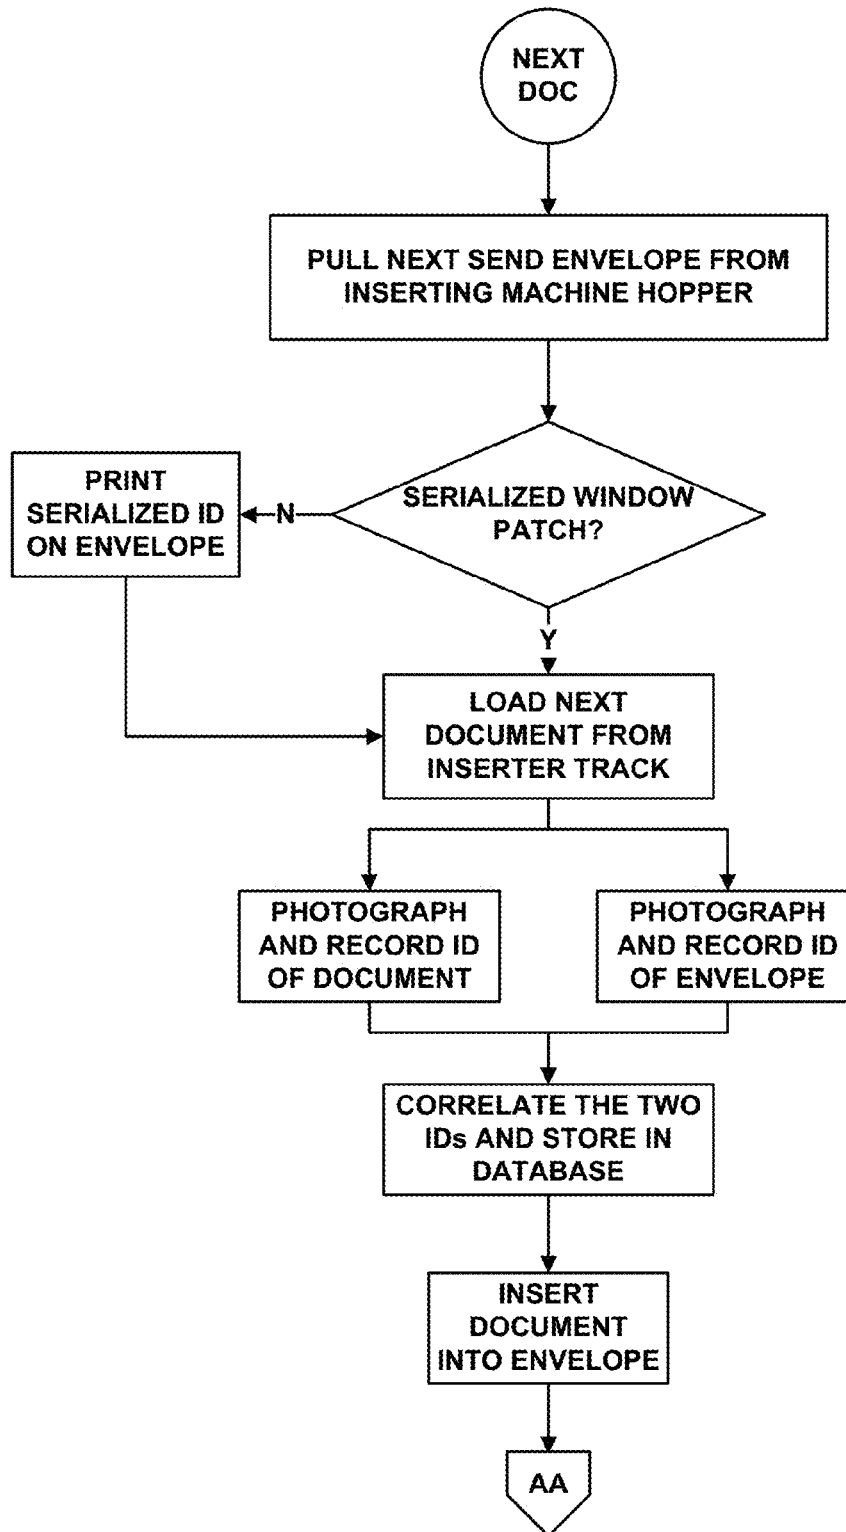 NEXT
DOC
PULL NEXT SEND ENVELOPE FROM
INSERTING MACHINE HOPPER
SERIALIZED WINDOW
PATCH?
N
PRINT
SERIALIZED ID
ON ENVELOPE
Y
LOAD NEXT
DOCUMENT FROM
INSERTER TRACK
PHOTOGRAPH
AND RECORD ID
OF DOCUMENT
PHOTOGRAPH
AND RECORD ID
OF ENVELOPE
CORRELATE THE TWO
IDs AND STORE IN
DATABASE
INSERT
DOCUMENT
INTO ENVELOPE
AA